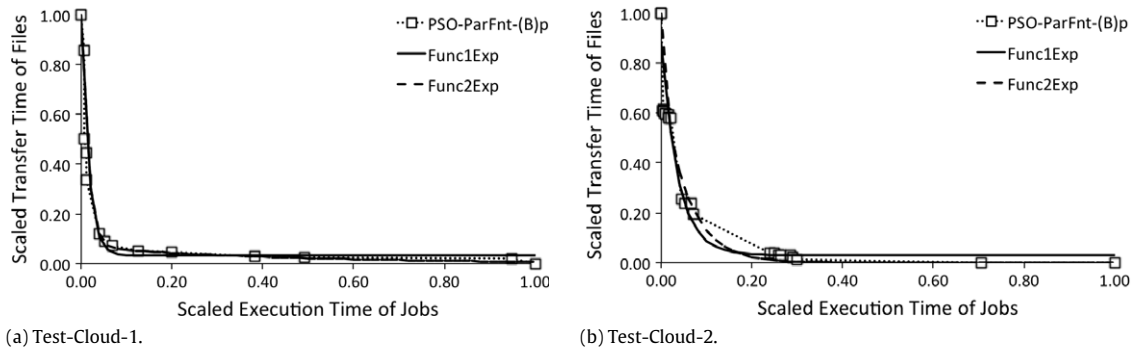 1.00
0.80
0.60
0.40
0.20
0.00
Scaled Transfer Time of Files
PSO-ParFnt-(B)p
Func1Exp
Func2Exp
0.00 0.20 0.40 0.60 0.80 1.00
Scaled Execution Time of Jobs
(a) Test-Cloud-1.
1.00
0.80
0.60
0.40
0.20
0.00
Scaled Transfer Time of Files
PSO-ParFnt-(B)p
Func1Exp
Func2Exp
0.00 0.20 0.40 0.60 0.80 1.00
Scaled Execution Time of Jobs
(b) Test-Cloud-2.